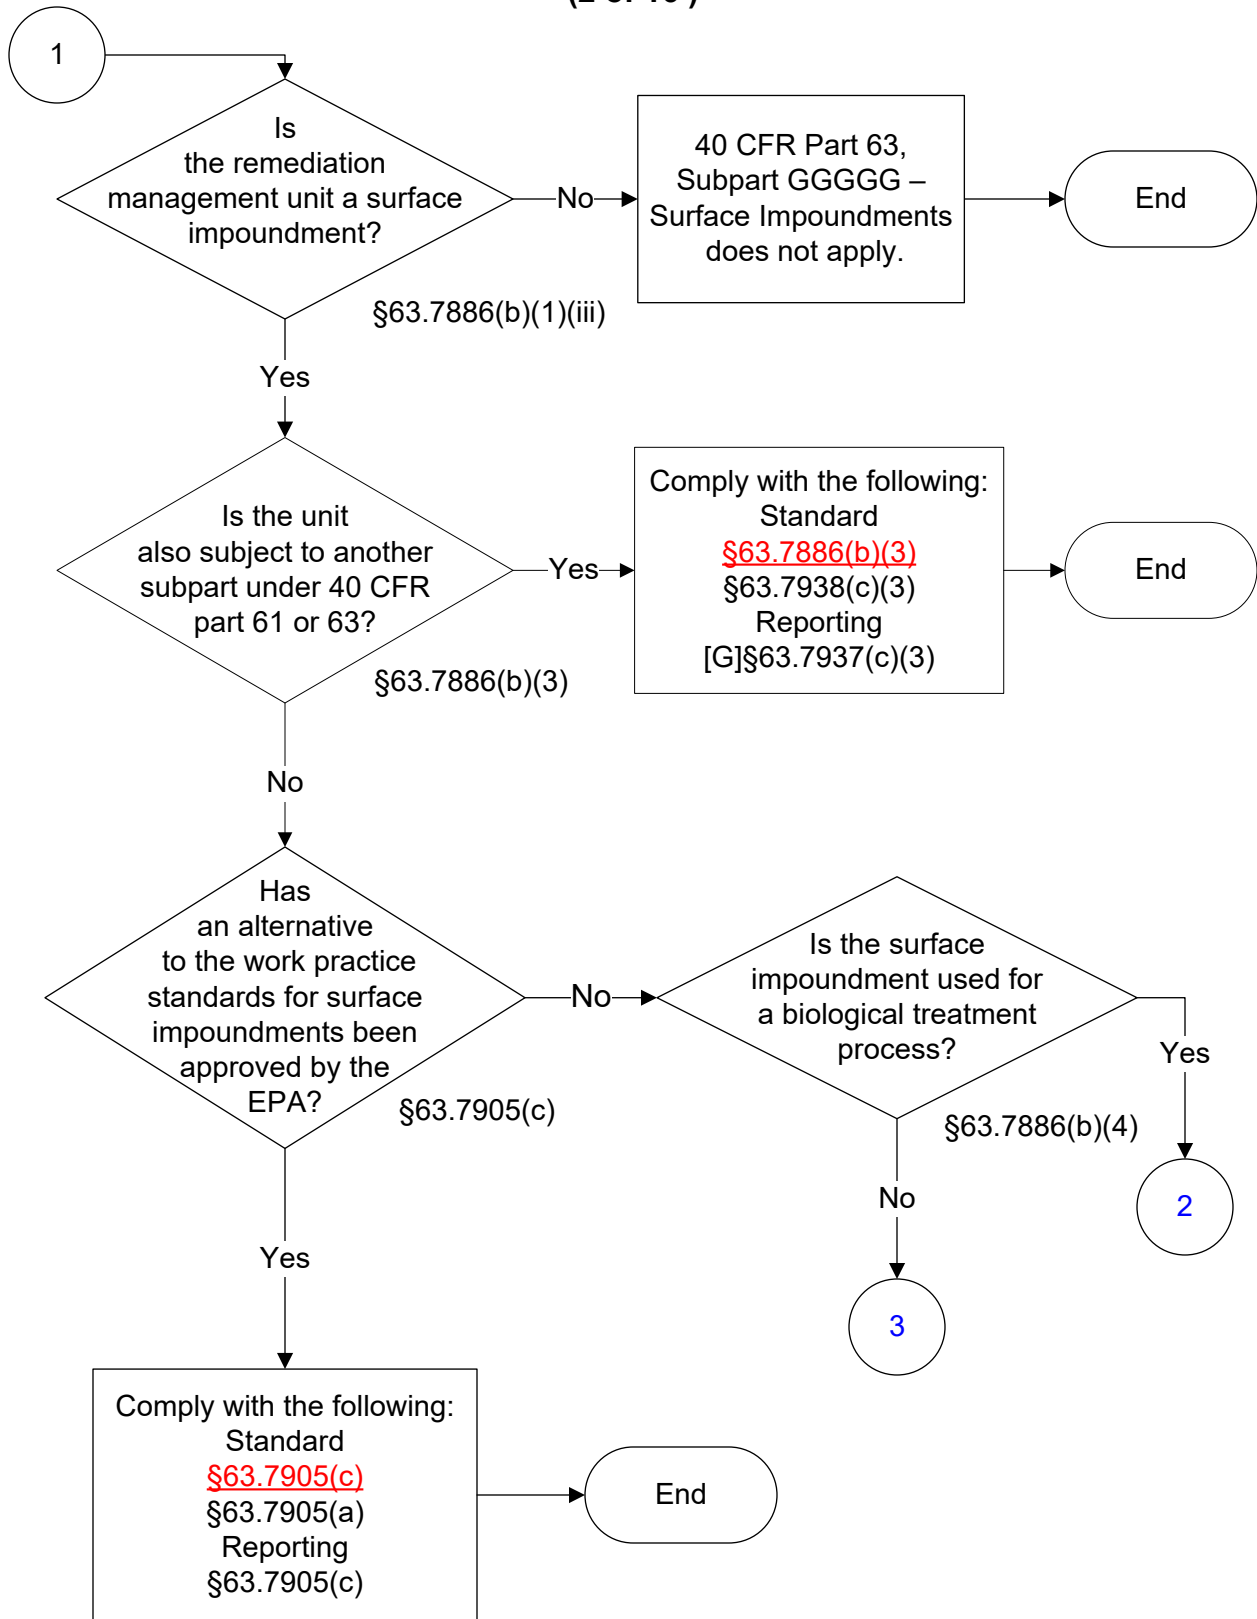 (2 of 10 )
1
Is
the remediation
management unit a surface
impoundment?
No
40 CFR Part 63,
Subpart GGGGG –
Surface Impoundments
does not apply.
End
§63.7886(b)(1)(iii)
Yes
Is the unit
also subject to another
subpart under 40 CFR
part 61 or 63?
Yes
Comply with the following:
Standard
§63.7886(b)(3)
§63.7938(c)(3)
Reporting
[G]§63.7937(c)(3)
End
§63.7886(b)(3)
No
Has
an alternative
to the work practice
standards for surface
impoundments been
approved by the
EPA?
No
Is the surface
impoundment used for
a biological treatment
process?
Yes
§63.7905(c)
§63.7886(b)(4)
No
2
3
Yes
Comply with the following:
Standard
§63.7905(c)
§63.7905(a)
Reporting
§63.7905(c)
End